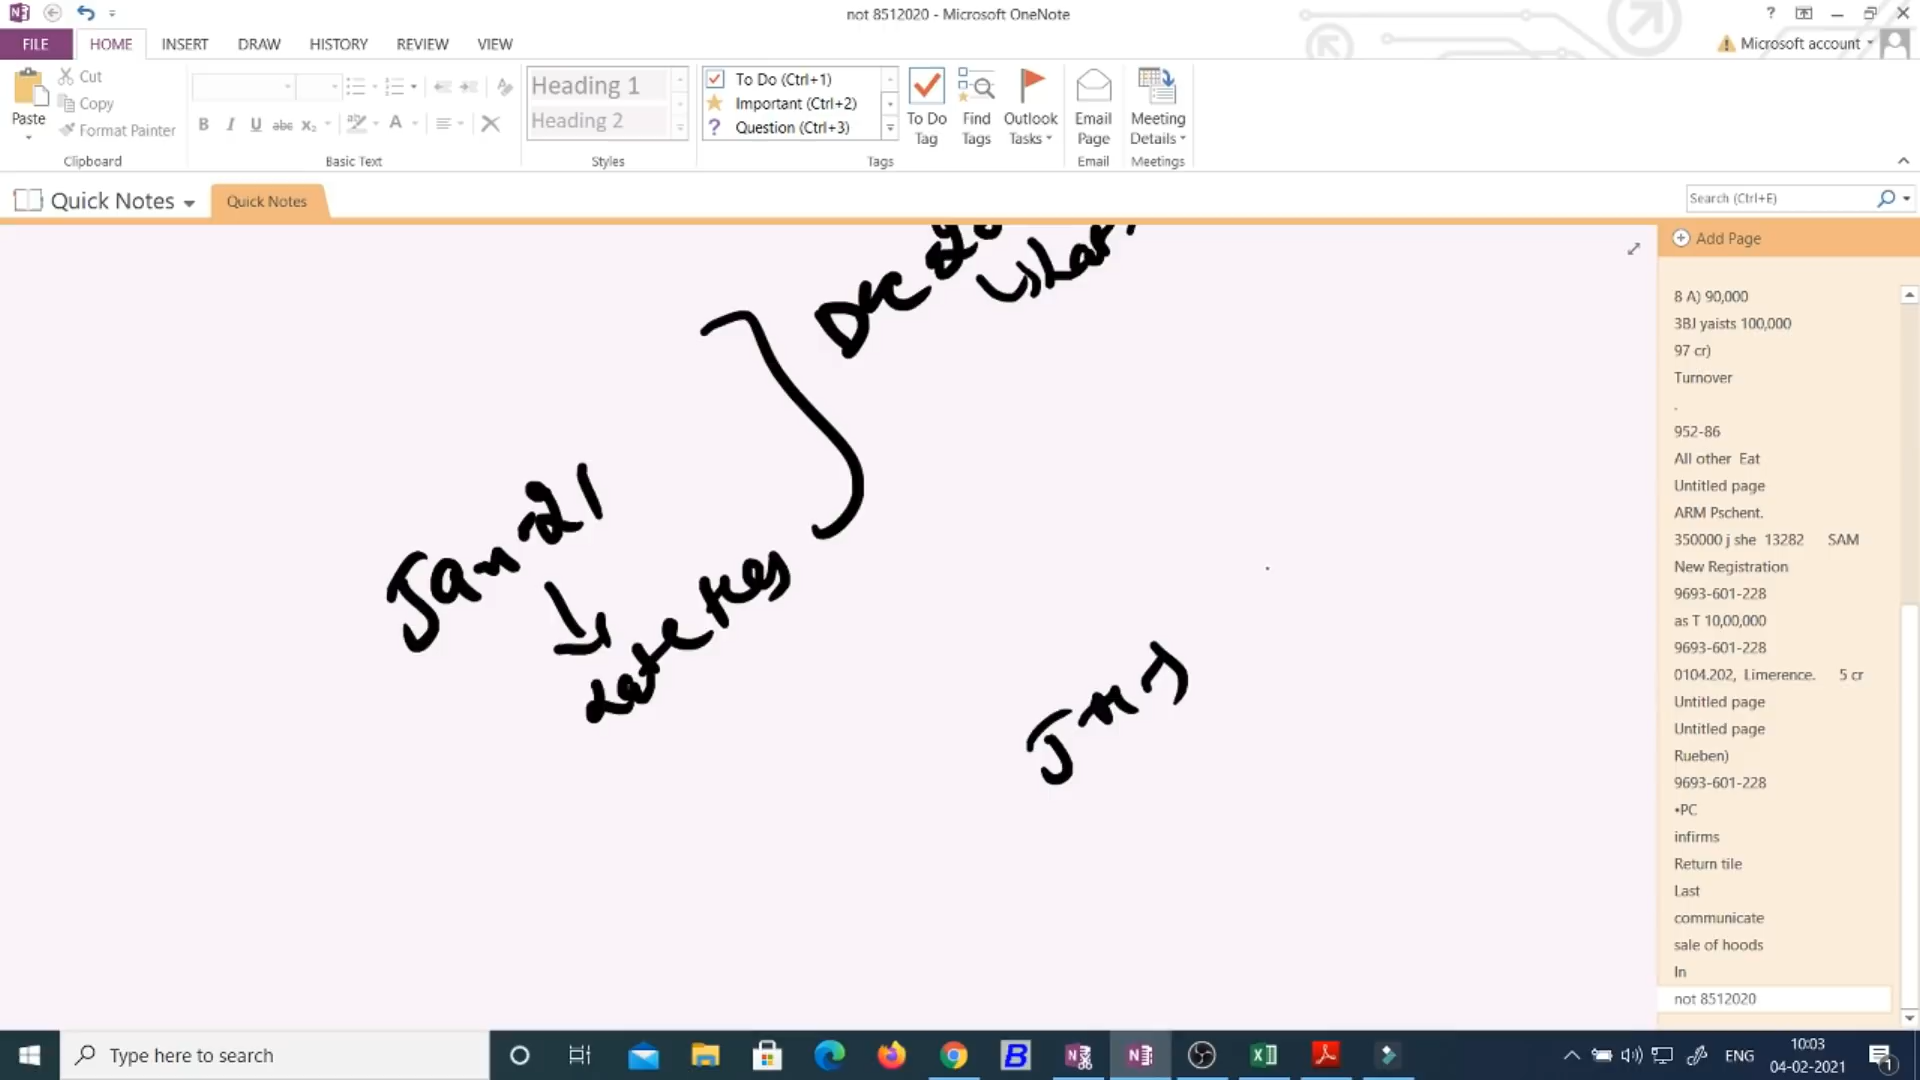 not 8512020 - Microsoft OneNote
FILE HOME INSERT DRAW HISTORY REVIEW VIEW
Microsoft account
Cut
Copy
Format Painter
Paste
Clipboard
B I U abc x₂ A
Basic Text
Heading 1
Heading 2
Styles
To Do (Ctrl+1)
Important (Ctrl+2)
Question (Ctrl+3)
Tags
To Do Tag
Find Tags
Outlook Tasks
Email Page
Email
Meeting Details
Meetings
Quick Notes
Quick Notes
Search (Ctrl+E)
Dec
Jan-21
Late
Add Page
8 A) 90,000
3BJ yaists 100,000
97 cr)
Turnover
.
952-86
All other Eat
Untitled page
ARM Pschent.
350000 j she 13282 SAM
New Registration
9693-601-228
as T 10,00,000
9693-601-228
0104.202, Limerence. 5 cr
Untitled page
Untitled page
Rueben)
9693-601-228
•PC
infirms
Return tile
Last
communicate
sale of hoods
In
not 8512020
Type here to search
ENG
10:03
04-02-2021
1